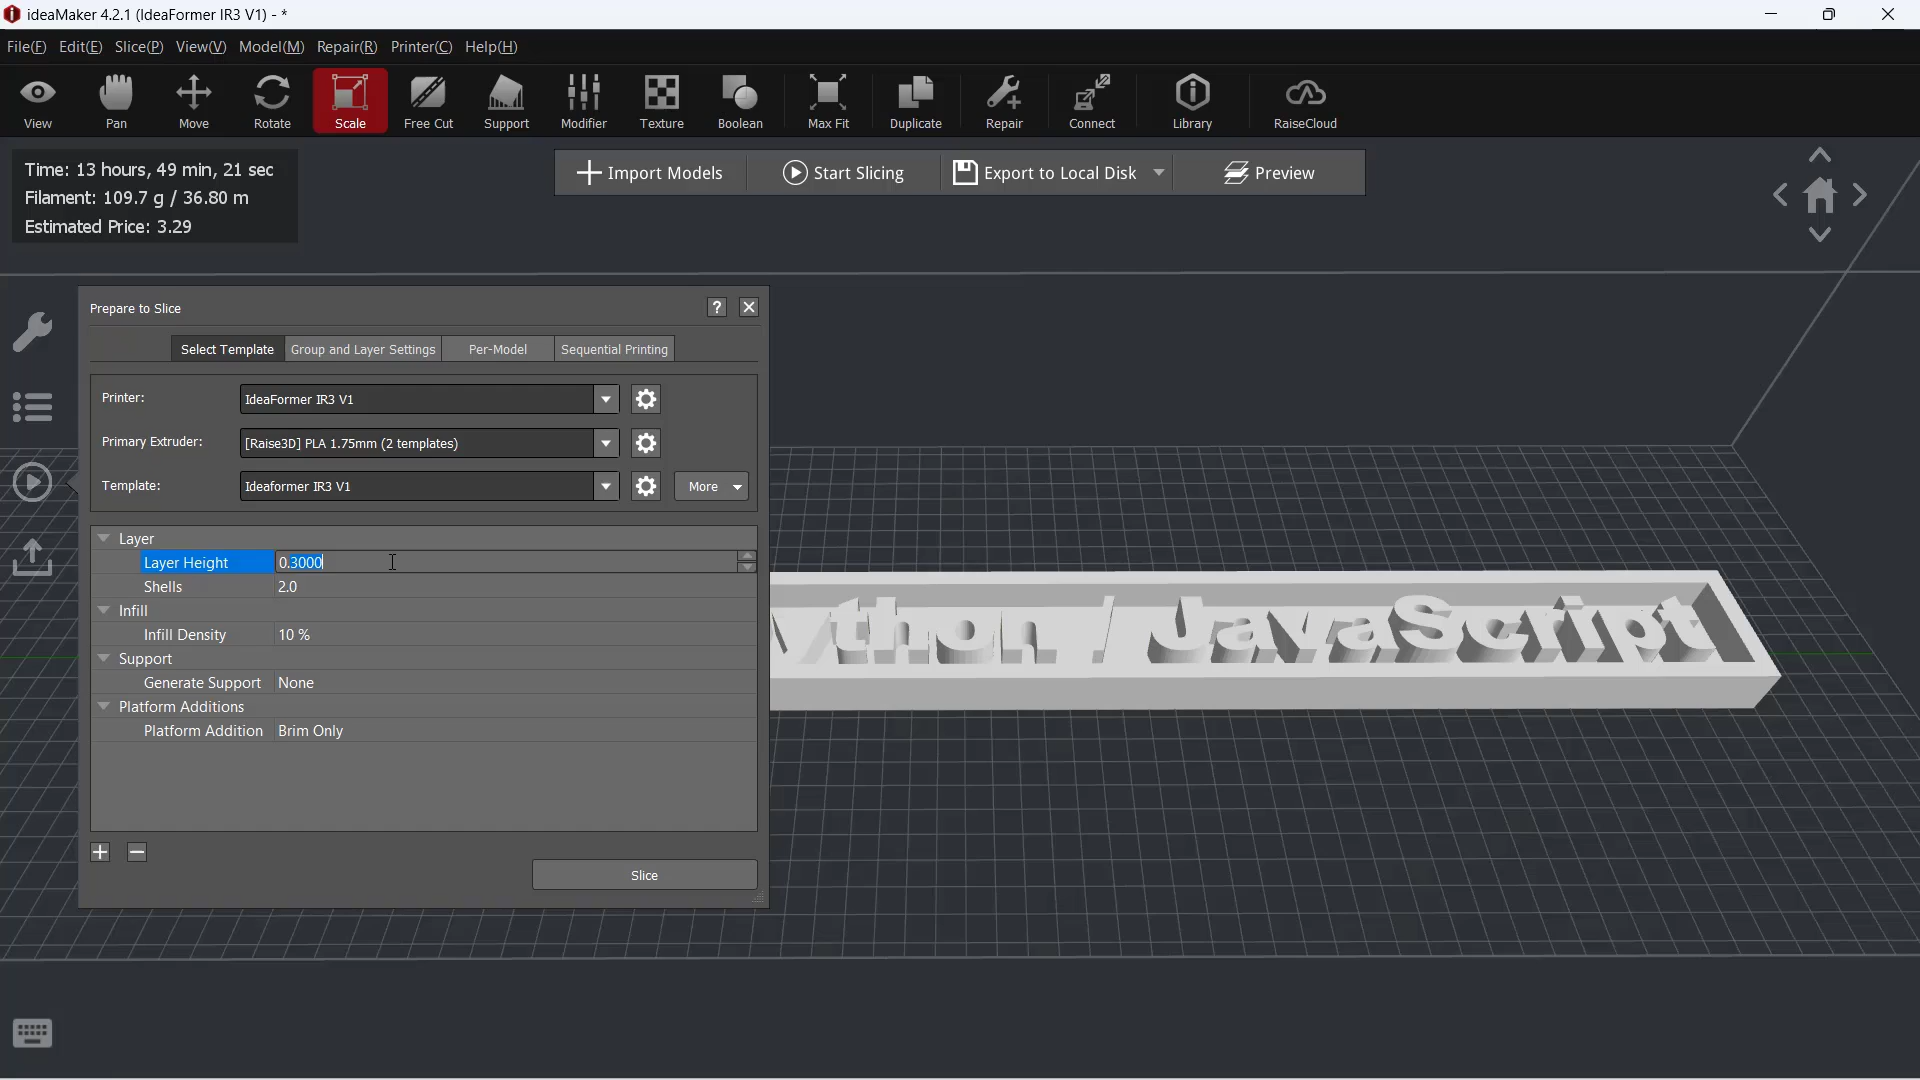 ideaMaker 4.2.1 (IdeaFormer IR3 V1) - *
File(F) Edit(E) Slice(P) View(V) Model(M) Repair(R) Printer(C) Help(H)
View Pan Move Rotate Scale Free Cut Support Modifier Texture Boolean Max Fit Duplicate Repair Connect Library RaiseCloud
Time: 13 hours, 49 min, 21 sec
Filament: 109.7 g / 36.80 m
Estimated Price: 3.29
Import Models Start Slicing Export to Local Disk Preview
Prepare to Slice ?
Select Template Group and Layer Settings Per-Model Sequential Printing
Printer: IdeaFormer IR3 V1
Primary Extruder: [Raise3D] PLA 1.75mm (2 templates)
Template: Ideaformer IR3 V1 More
Layer
Layer Height 0.3000
Shells 2.0
Infill
Infill Density 10 %
Support
Generate Support None
Platform Additions
Platform Addition Brim Only
Slice
ython / JavaScript